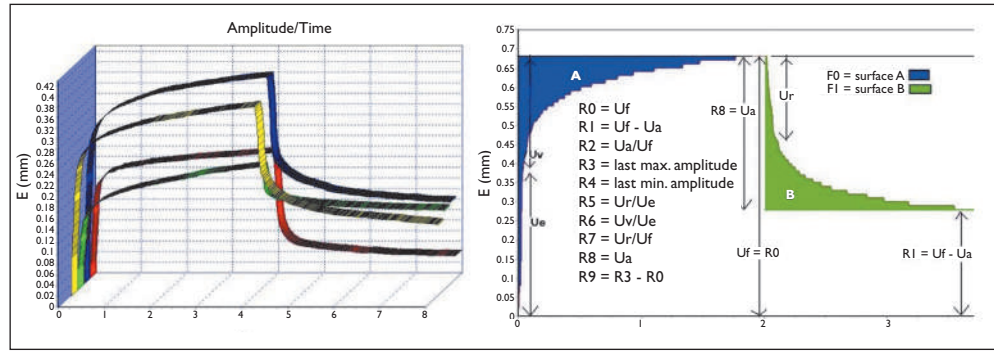 Amplitude/Time
E (mm)
0.42
0.4
0.38
0.36
0.34
0.32
0.3
0.28
0.26
0.24
0.22
0.2
0.18
0.16
0.14
0.12
0.1
0.08
0.06
0.04
0.02
0
0 1 2 3 4 5 6 7 8
E (mm)
0.75
0.7
0.65
0.6
0.55
0.5
0.45
0.4
0.35
0.3
0.25
0.2
0.15
0.1
0.05
0
0 1 2 3
A
Uv
Ue
R0 = Uf
R1 = Uf - Ua
R2 = Ua/Uf
R3 = last max. amplitude
R4 = last min. amplitude
R5 = Ur/Ue
R6 = Uv/Ue
R7 = Ur/Uf
R8 = Ua
R9 = R3 - R0
R8 = Ua
Uf = R0
Ur
B
F0 = surface A
F1 = surface B
R1 = Uf - Ua